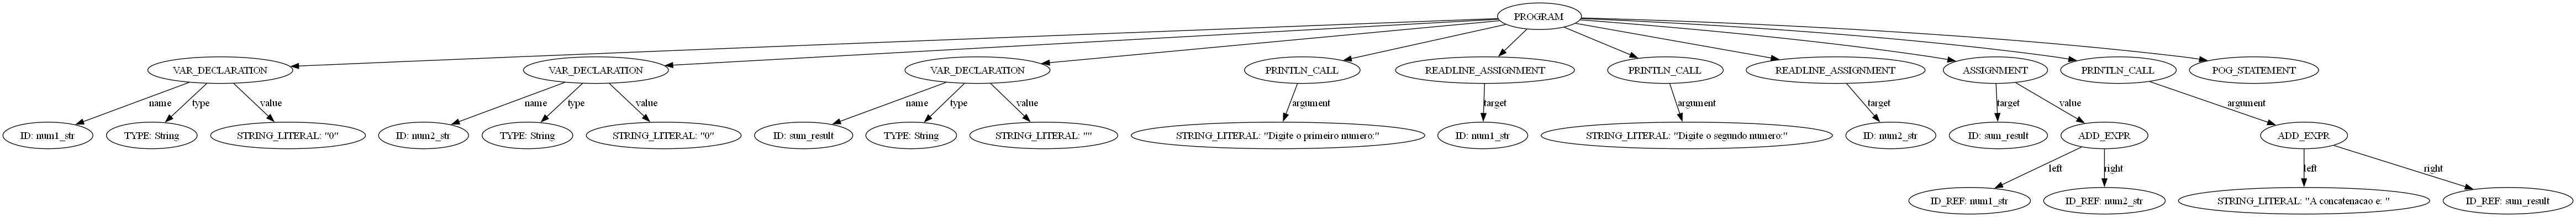 PROGRAM
VAR_DECLARATION
VAR_DECLARATION
VAR_DECLARATION
PRINTLN_CALL
READLINE_ASSIGNMENT
PRINTLN_CALL
READLINE_ASSIGNMENT
ASSIGNMENT
PRINTLN_CALL
POG_STATEMENT
name
type
value
name
type
value
name
type
value
argument
target
argument
target
target
value
argument
ID: num1_str
TYPE: String
STRING_LITERAL: "0"
ID: num2_str
TYPE: String
STRING_LITERAL: "0"
ID: sum_result
TYPE: String
STRING_LITERAL: ""
STRING_LITERAL: "Digite o primeiro numero:"
ID: num1_str
STRING_LITERAL: "Digite o segundo numero:"
ID: num2_str
ID: sum_result
ADD_EXPR
ADD_EXPR
left
right
left
right
ID_REF: num1_str
ID_REF: num2_str
STRING_LITERAL: "A concatenacao e: "
ID_REF: sum_result